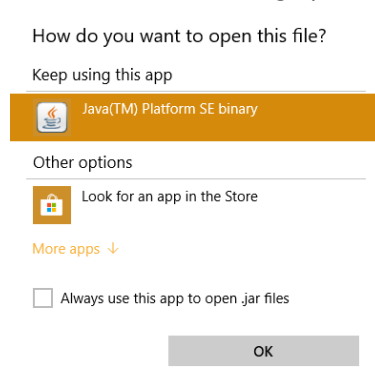 How do you want to open this file?
Keep using this app
Java(TM) Platform SE binary
Other options
Look for an app in the Store
More apps ↓
Always use this app to open .jar files
OK